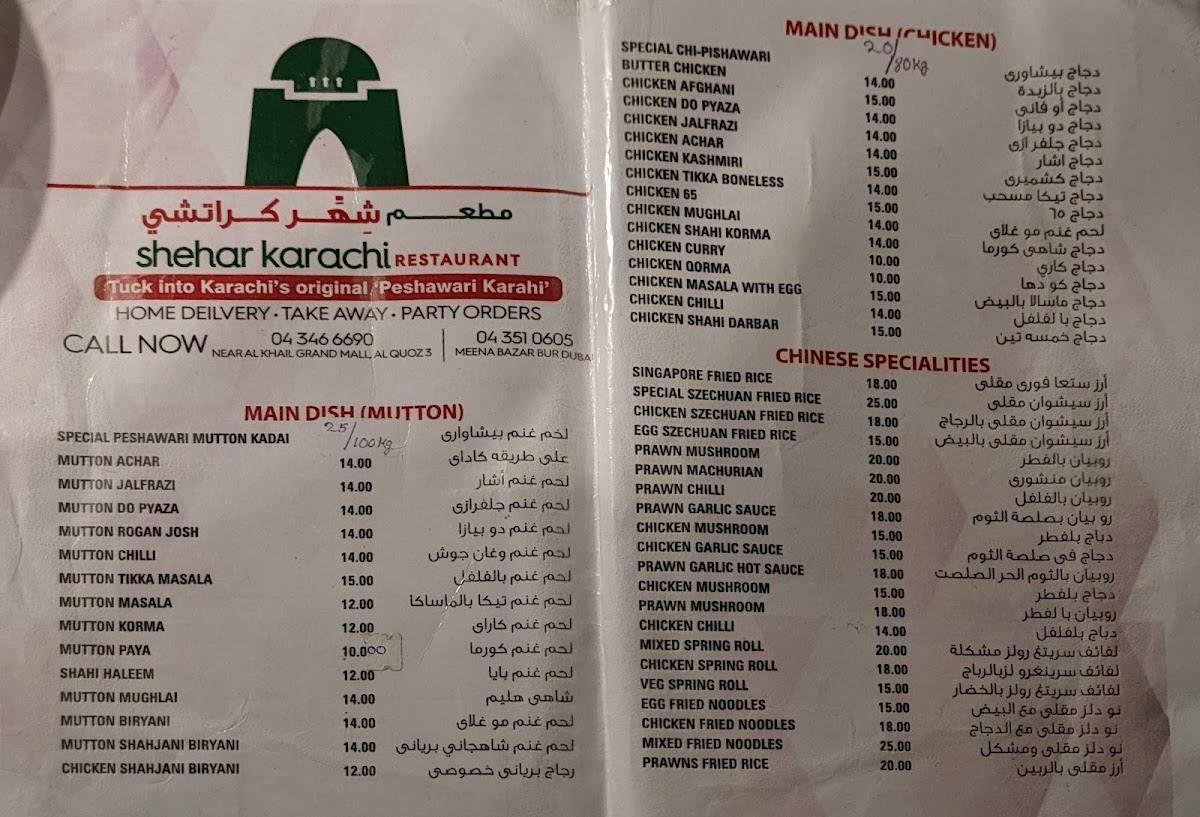 مطعم شهر كراتشي
shehar karachi RESTAURANT
Tuck into Karachi's original 'Peshawari Karahi'
HOME DEILVERY · TAKE AWAY · PARTY ORDERS
CALL NOW 04 346 6690 04 351 0605
NEAR AL KHAIL GRAND MALL, AL QUOZ 3 MEENA BAZAR BUR DUBAI
MAIN DISH (MUTTON)
SPECIAL PESHAWARI MUTTON KADAI 25/100Kg لخم غنم بيشاوارى
MUTTON ACHAR 14.00 على طريقه كاداى
MUTTON JALFRAZI 14.00 لحم غنم أشار
MUTTON DO PYAZA 14.00 لحم غنم جلفرازى
MUTTON ROGAN JOSH 14.00 لحم غنم دو بيازا
MUTTON CHILLI 14.00 لحم غنم وغان جوش
MUTTON TIKKA MASALA 15.00 لحم غنم بالفلفل
MUTTON MASALA 12.00 لحم غنم تيكا بالماساكا
MUTTON KORMA 12.00 لحم غنم كاراى
MUTTON PAYA 10.00 لحم غنم كورما
SHAHI HALEEM 12.00 لحم غنم بايا
MUTTON MUGHLAI 14.00 شاهى هليم
MUTTON BIRYANI 14.00 لحم غنم مو غلاى
MUTTON SHAHJANI BIRYANI 14.00 لحم غنم شاهجاني بريانى
CHICKEN SHAHJANI BIRYANI 12.00 رجاج بريانى خصوصى
MAIN DISH (CHICKEN)
SPECIAL CHI-PISHAWARI 20/80Kg دجاج بيشاورى
BUTTER CHICKEN 14.00 دجاج بالزبدة
CHICKEN AFGHANI 15.00 دجاج أو فانى
CHICKEN DO PYAZA 14.00 دجاج دو بيازا
CHICKEN JALFRAZI 14.00 دجاج جلفر ازى
CHICKEN ACHAR 14.00 دجاج اشار
CHICKEN KASHMIRI 15.00 دجاج كشميرى
CHICKEN TIKKA BONELESS 14.00 دجاج تيكا مسحب
CHICKEN 65 15.00 دجاج ٦٥
CHICKEN MUGHLAI 14.00 لحم غنم مو غلاى
CHICKEN SHAHI KORMA 14.00 دجاج شاهى كورما
CHICKEN CURRY 10.00 دجاج كاري
CHICKEN QORMA 10.00 دجاج كو دها
CHICKEN MASALA WITH EGG 15.00 دجاج ماسالا بالبيض
CHICKEN CHILLI 14.00 دجاج با لفلفل
CHICKEN SHAHI DARBAR 15.00 دجاج خمسه تين
CHINESE SPECIALITIES
SINGAPORE FRIED RICE 18.00 أرز ستعا فورى مقلى
SPECIAL SZECHUAN FRIED RICE 25.00 أرز سيشوان مقلى
CHICKEN SZECHUAN FRIED RICE 18.00 أرز سيشوان مقلى بالرجاج
EGG SZECHUAN FRIED RICE 15.00 أرز سيشوان مقلى بالبيض
PRAWN MUSHROOM 20.00 روبيان بالفطر
PRAWN MACHURIAN 20.00 روبيان منشورى
PRAWN CHILLI 20.00 روبيان بالفلفل
PRAWN GARLIC SAUCE 18.00 رو بيان بصلصة الثوم
CHICKEN MUSHROOM 15.00 دباج بلفطر
CHICKEN GARLIC SAUCE 15.00 دجاج فى صلصة الثوم
PRAWN GARLIC HOT SAUCE 18.00 روبيان بالثوم الحر الصلصت
CHICKEN MUSHROOM 15.00 دجاج بلفطر
PRAWN MUSHROOM 18.00 روبيان با لفطر
CHICKEN CHILLI 14.00 دباج بلفلفل
MIXED SPRING ROLL 20.00 لفائف سريتغ رولز مشكلة
CHICKEN SPRING ROLL 18.00 لفائف سرينغرو لزبالرباج
VEG SPRING ROLL 15.00 لفائف سريتغ رولز بالخضار
EGG FRIED NOODLES 15.00 نو دلز مقلى مع البيض
CHICKEN FRIED NOODLES 18.00 نو دلز مقلى مع الدجاج
MIXED FRIED NOODLES 25.00 نو دلز مقلى ومشكل
PRAWNS FRIED RICE 20.00 أرز مقلى بالربين